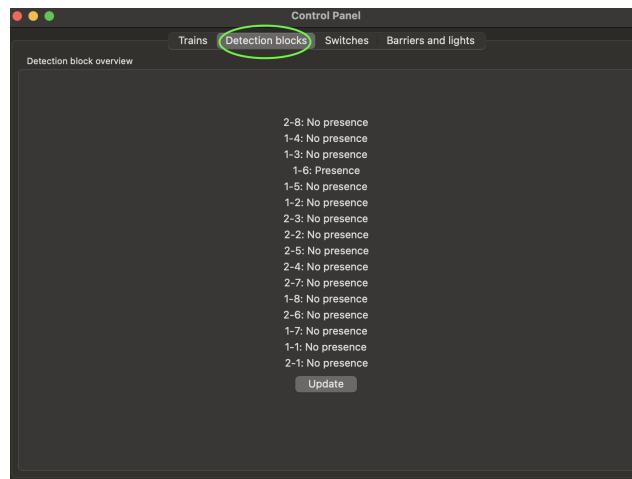 Control Panel
Trains Detection blocks Switches Barriers and lights
Detection block overview
2-8: No presence
1-4: No presence
1-3: No presence
1-6: Presence
1-5: No presence
1-2: No presence
2-3: No presence
2-2: No presence
2-5: No presence
2-4: No presence
2-7: No presence
1-8: No presence
2-6: No presence
1-7: No presence
1-1: No presence
2-1: No presence
Update